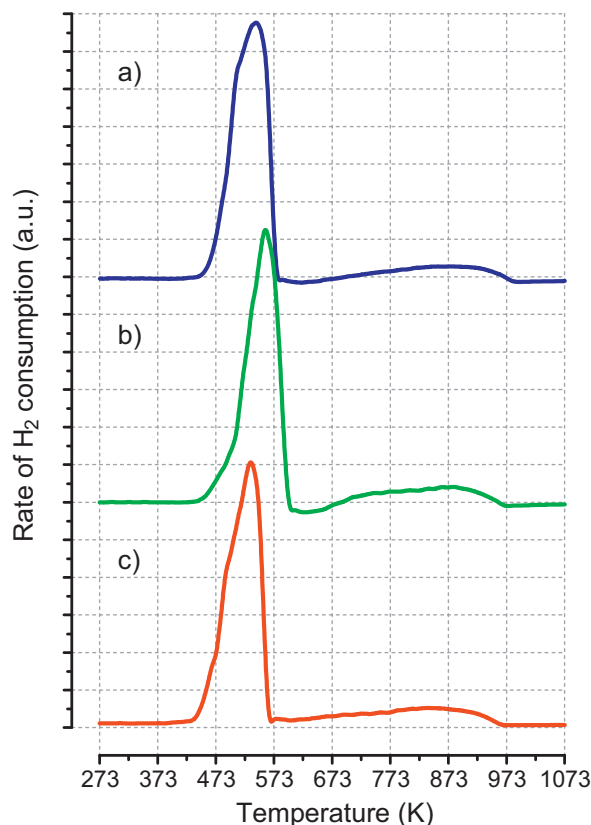 a)
b)
c)
Rate of H₂ consumption (a.u.)
273 373 473 573 673 773 873 973 1073
Temperature (K)